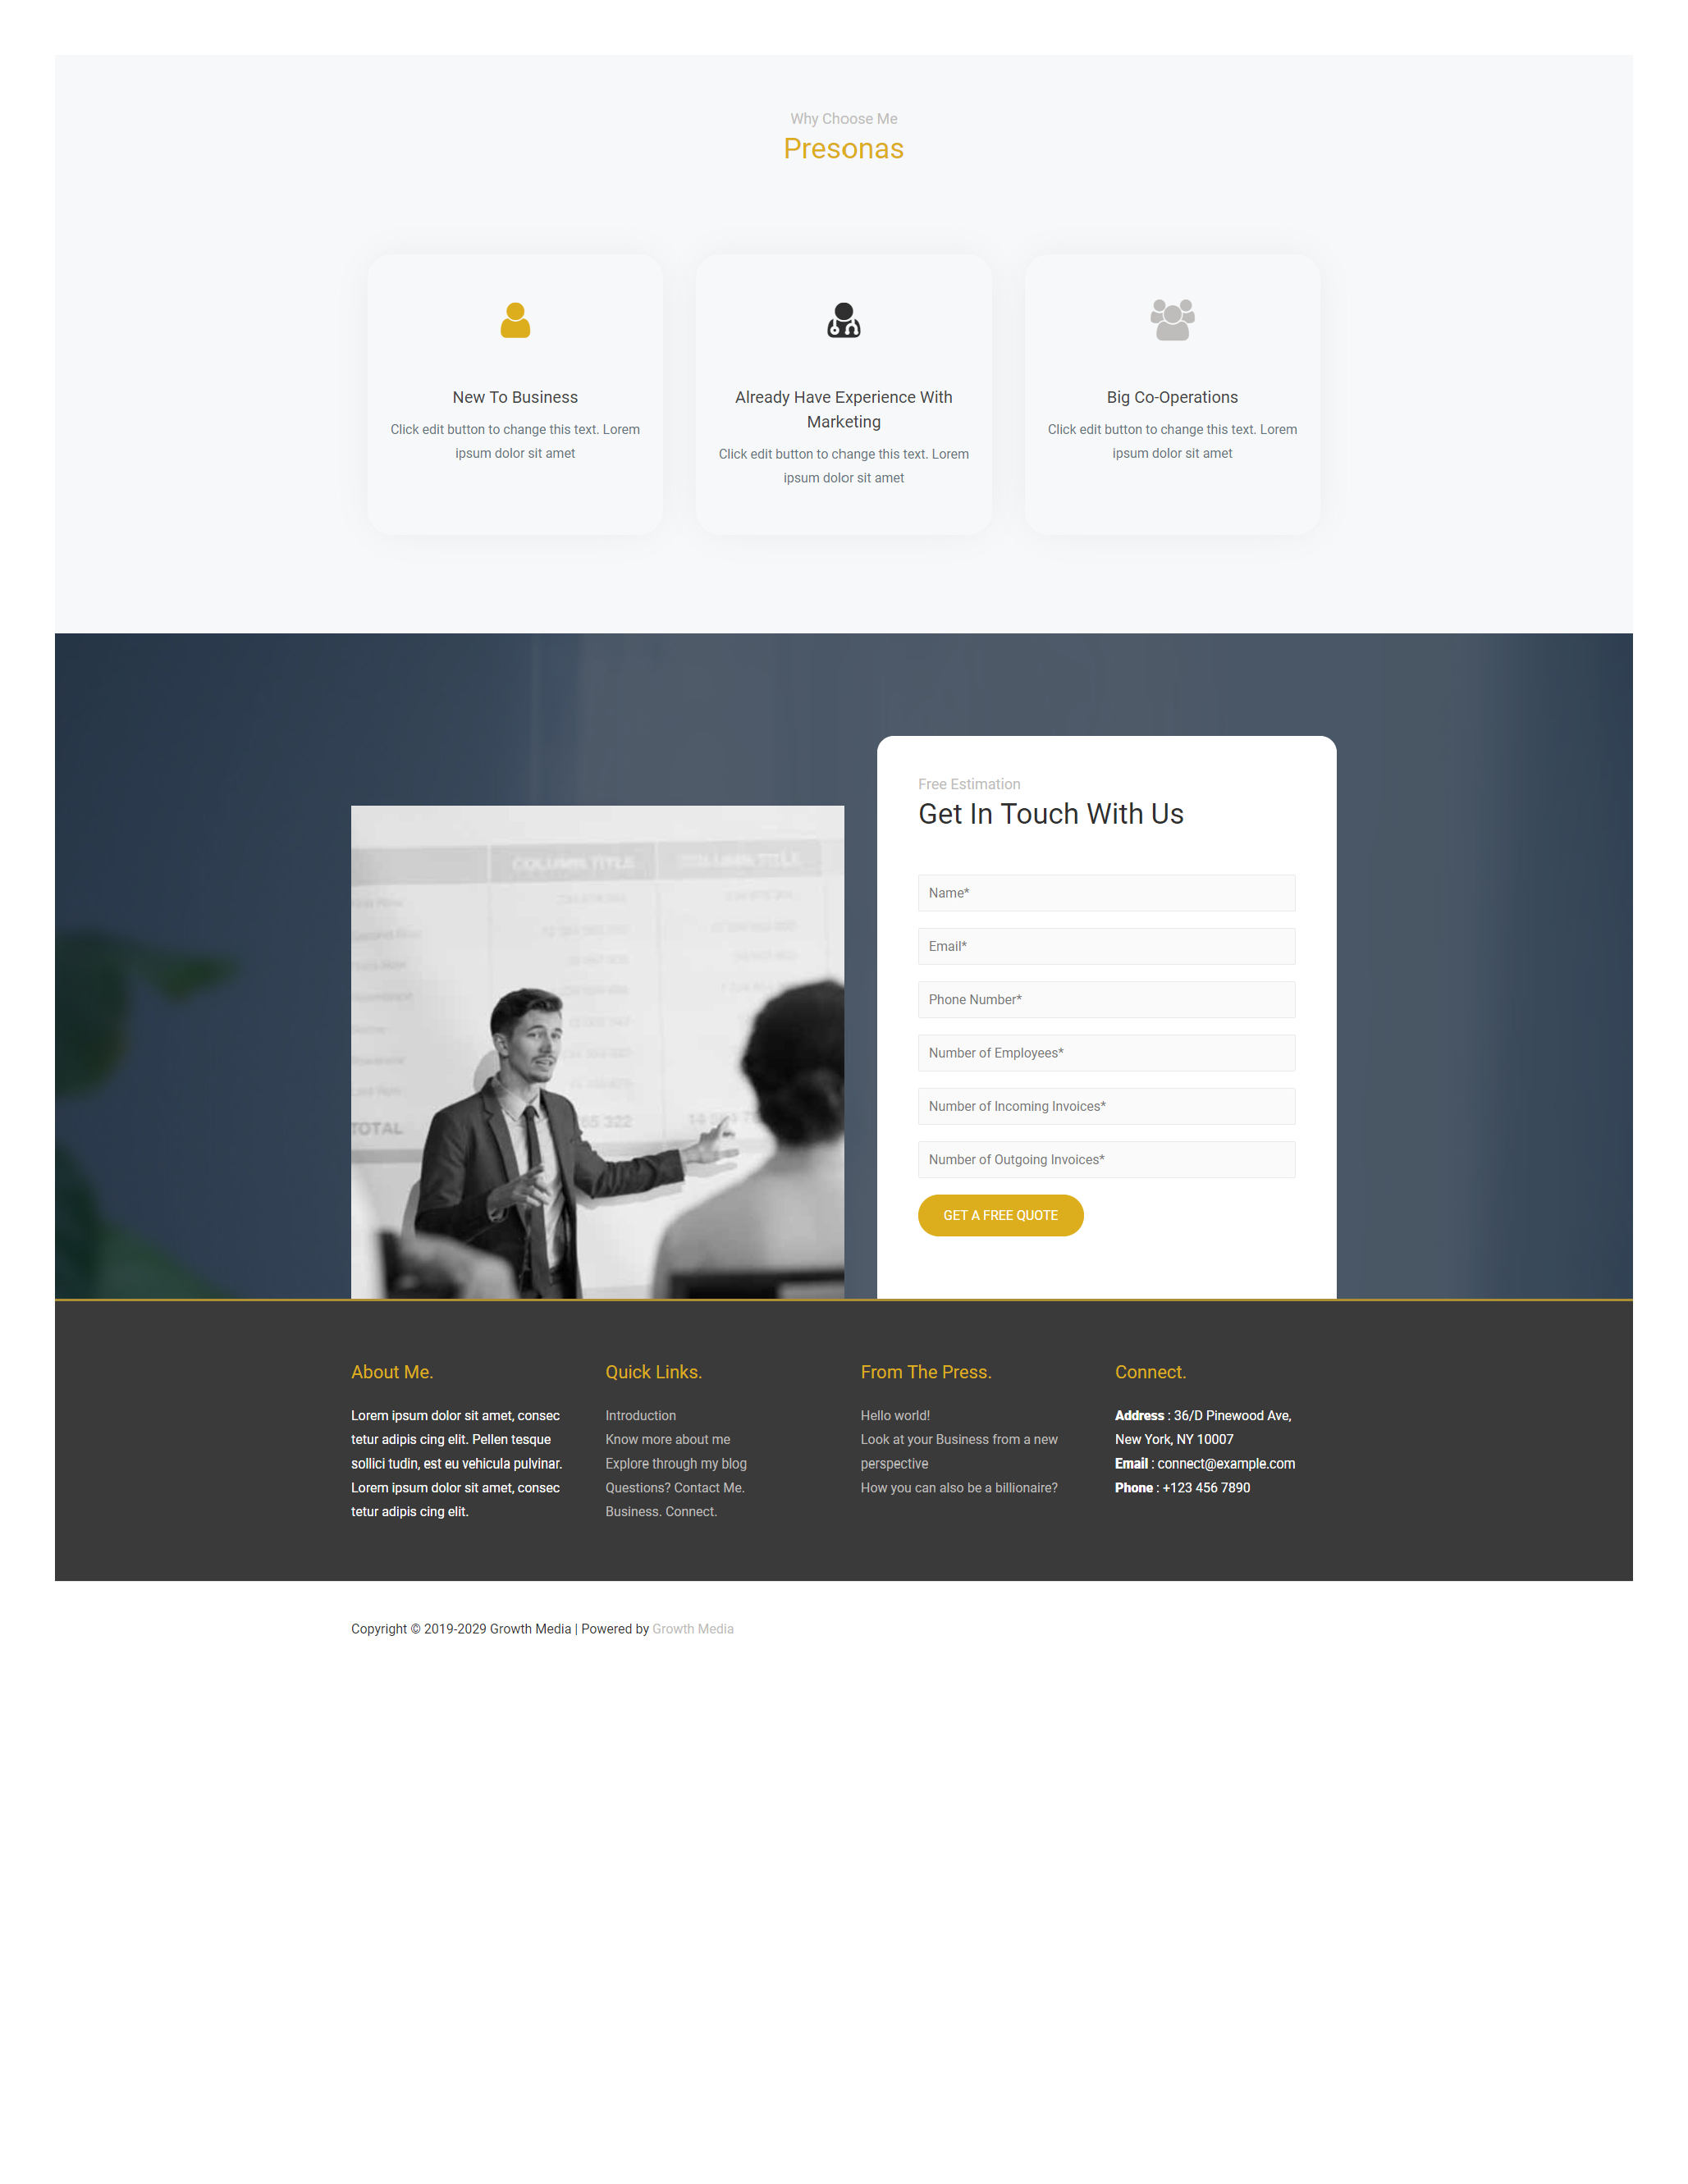 Why Choose Me
Presonas
New To Business
Click edit button to change this text. Lorem
ipsum dolor sit amet
Already Have Experience With
Marketing
Click edit button to change this text. Lorem
ipsum dolor sit amet
Big Co-Operations
Click edit button to change this text. Lorem
ipsum dolor sit amet
COLUMN TITLE
COLUMN TITLE
TOTAL
Free Estimation
Get In Touch With Us
Name*
Email*
Phone Number*
Number of Employees*
Number of Incoming Invoices*
Number of Outgoing Invoices*
GET A FREE QUOTE
About Me.
Lorem ipsum dolor sit amet, consec
tetur adipis cing elit. Pellen tesque
sollici tudin, est eu vehicula pulvinar.
Lorem ipsum dolor sit amet, consec
tetur adipis cing elit.
Quick Links.
Introduction
Know more about me
Explore through my blog
Questions? Contact Me.
Business. Connect.
From The Press.
Hello world!
Look at your Business from a new
perspective
How you can also be a billionaire?
Connect.
Address : 36/D Pinewood Ave,
New York, NY 10007
Email : connect@example.com
Phone : +123 456 7890
Copyright © 2019-2029 Growth Media | Powered by Growth Media